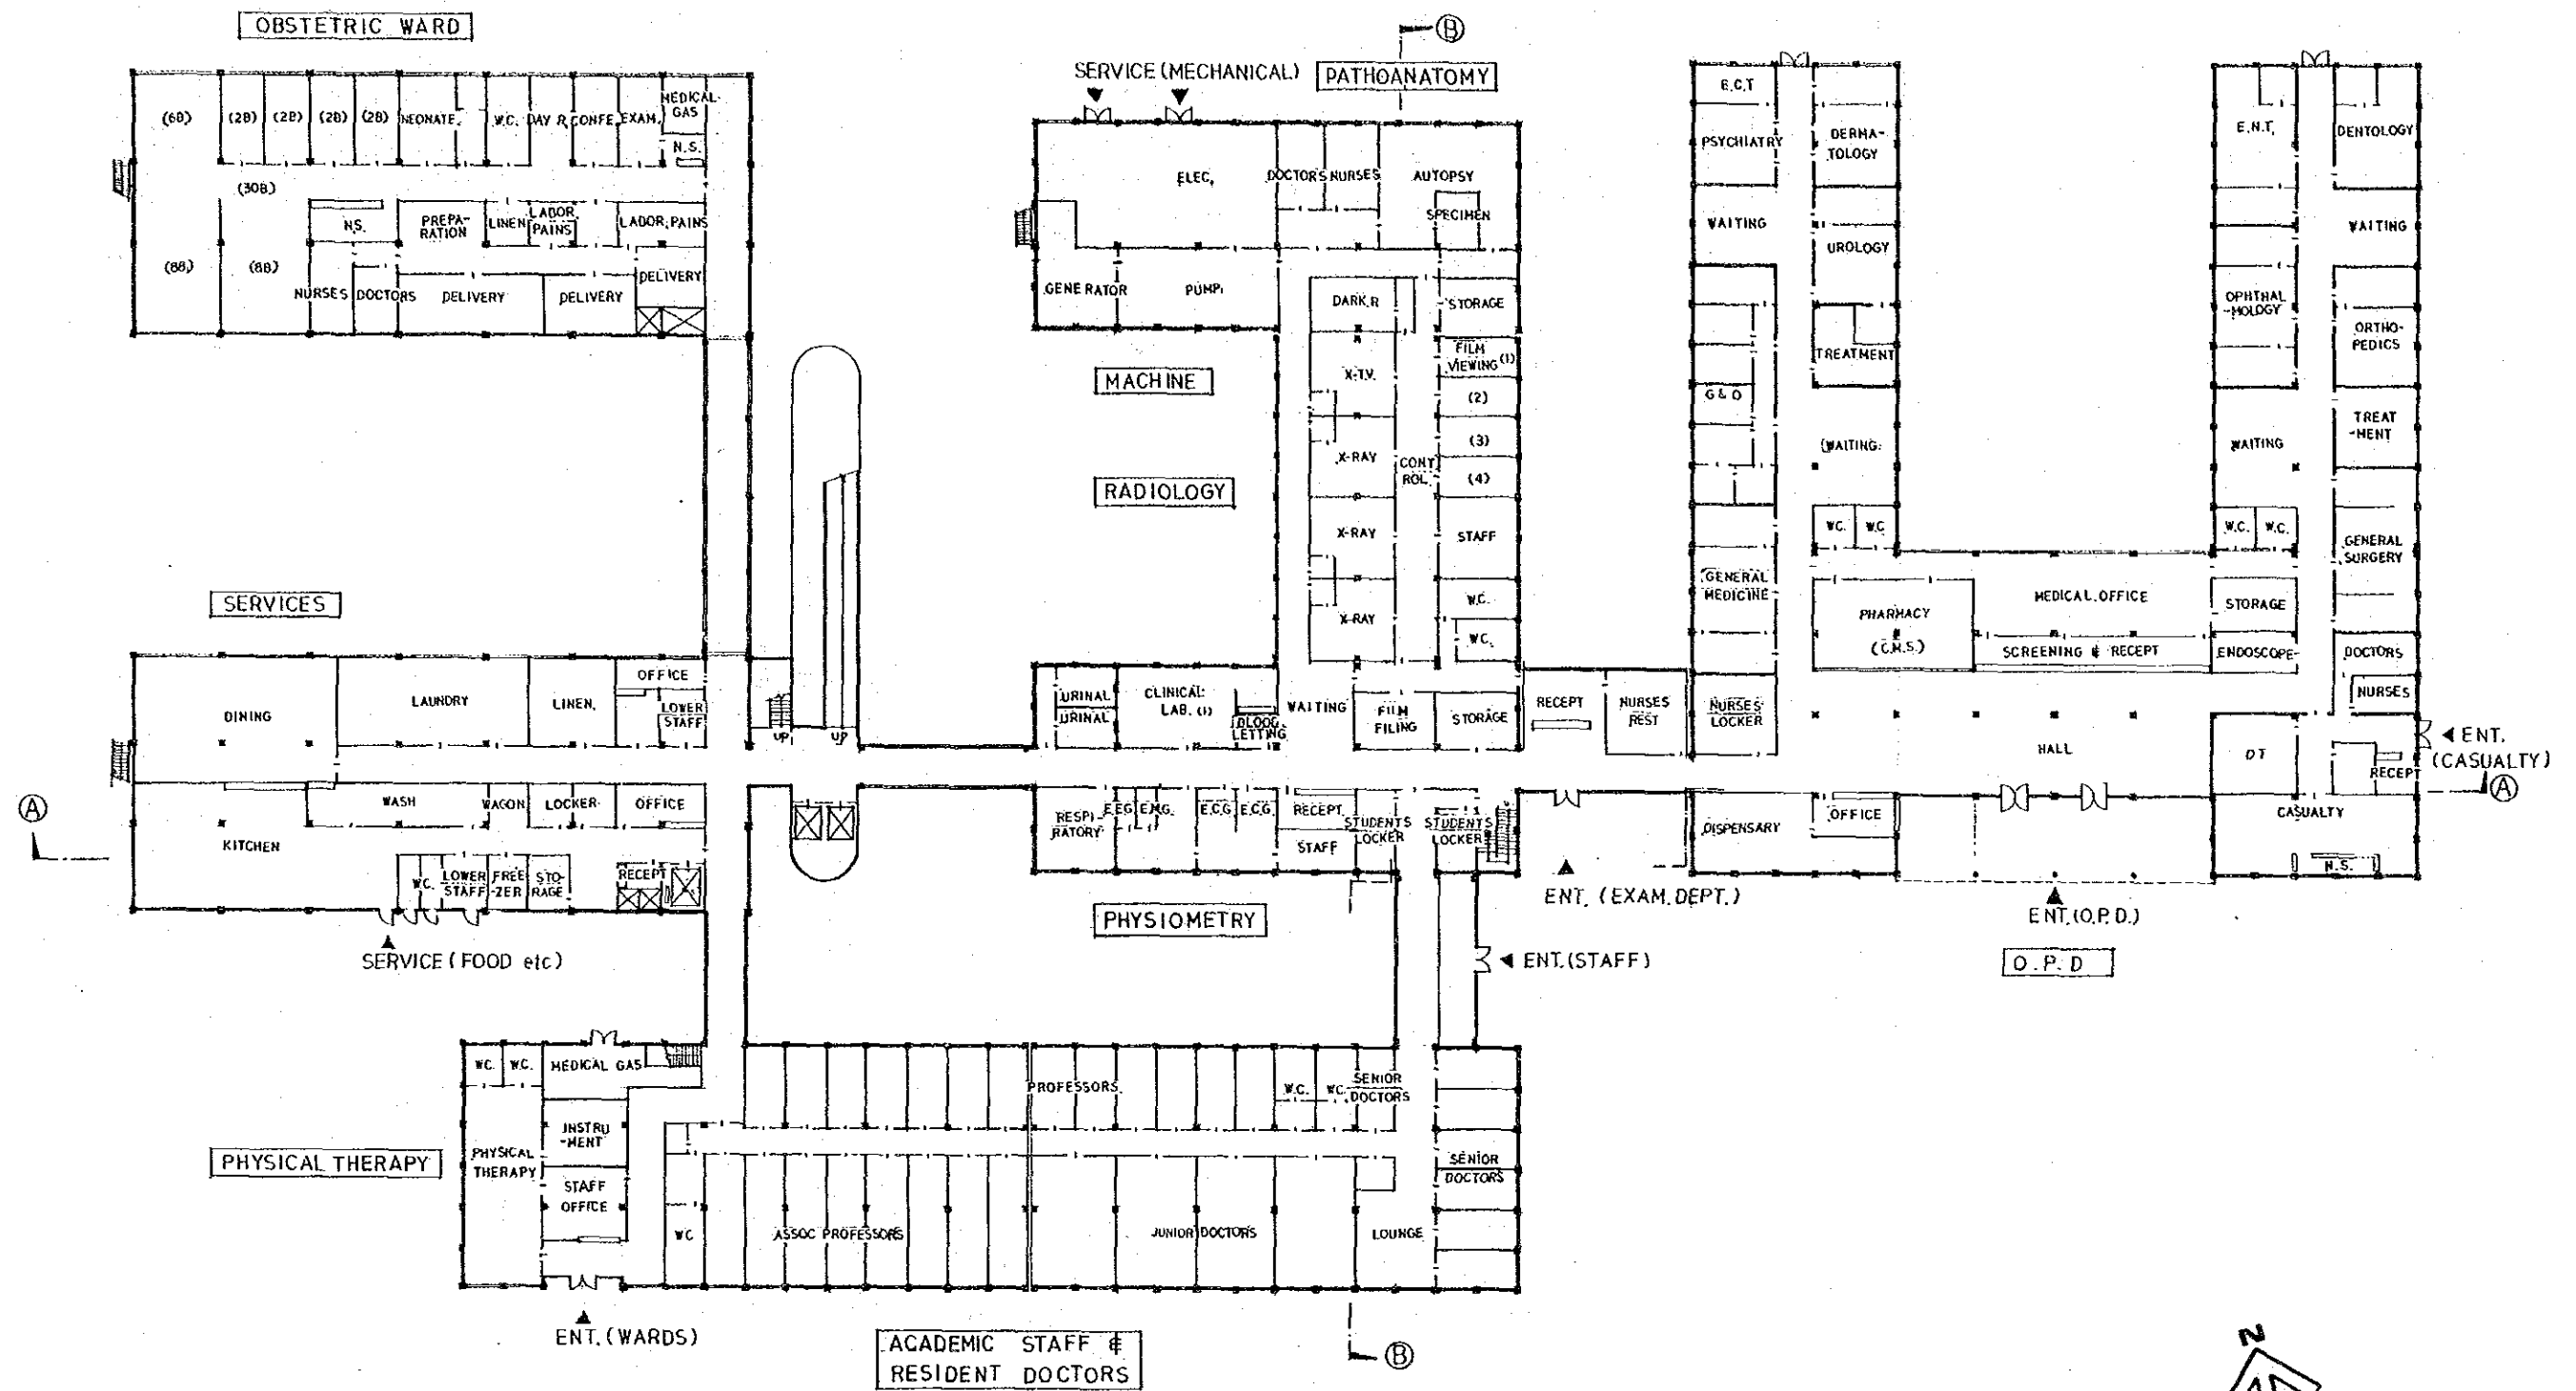 OBSTETRIC WARD
(6B)
(2B)
(2B)
(2B)
(2B)
NEONATE.
W.C.
DAY R.
CONFE.
EXAM.
MEDICAL
GAS
N.S.
(30B)
N.S.
PREPA-
RATION
LINEN
LABOR
PAINS
LABOR PAINS
(8B)
(8B)
NURSES
DOCTORS
DELIVERY
DELIVERY
DELIVERY
SERVICE (MECHANICAL)
PATHOANATOMY
B
ELEC.
DOCTORS
NURSES
AUTOPSY
SPECIMEN
GENERATOR
PUMP.
DARK.R
STORAGE
MACHINE
X-T.V.
FILM
VIEWING (1)
(2)
(3)
(4)
RADIOLOGY
X-RAY
CONT
ROL.
X-RAY
STAFF
X-RAY
W.C.
W.C.
E.C.T
PSYCHIATRY
DERMA-
TOLOGY
WAITING
UROLOGY
TREATMENT
G & O
WAITING
W.C.
W.C
GENERAL
MEDICINE
PHARMACY
(C.M.S.)
MEDICAL OFFICE
SCREENING & RECEPT
E.N.T.
DENTOLOGY
WAITING
OPHTHAL
-MOLOGY
ORTHO-
PEDICS
TREAT
-MENT
WAITING
W.C.
W.C.
GENERAL
SURGERY
STORAGE
ENDOSCOPE
DOCTORS
NURSES
SERVICES
DINING
LAUNDRY
LINEN.
OFFICE
LOWER
STAFF
UP
UP
URINAL
URINAL
CLINICAL
LAB. (1)
BLOOD
LETTING
WAITING
FILM
FILING
STORAGE
RECEPT
NURSES
REST
NURSES
LOCKER
HALL
D T
RECEPT
ENT.
(CASUALTY)
A
A
KITCHEN
WASH
WAGON
LOCKER
OFFICE
W.C.
LOWER
STAFF
FREE
-ZER
STO-
RAGE
RECEPT
RESPI-
RATORY
E.E.G
E.M.G.
E.C.G
E.C.G.
RECEPT.
STAFF
STUDENTS
LOCKER
STUDENTS
LOCKER
DISPENSARY
OFFICE
CASUALTY
N.S.
ENT. (EXAM. DEPT.)
ENT. (O.P.D.)
PHYSIOMETRY
SERVICE (FOOD etc)
ENT. (STAFF)
O.P.D
W.C.
W.C.
MEDICAL GAS
PROFESSORS.
W.C.
W.C.
SENIOR
DOCTORS
PHYSICAL THERAPY
PHYSICAL
THERAPY
INSTRU
-MENT
STAFF
OFFICE
W.C
ASSOC PROFESSORS
JUNIOR DOCTORS
LOUNGE
SENIOR
DOCTORS
ENT. (WARDS)
ACADEMIC STAFF &
RESIDENT DOCTORS
B
N